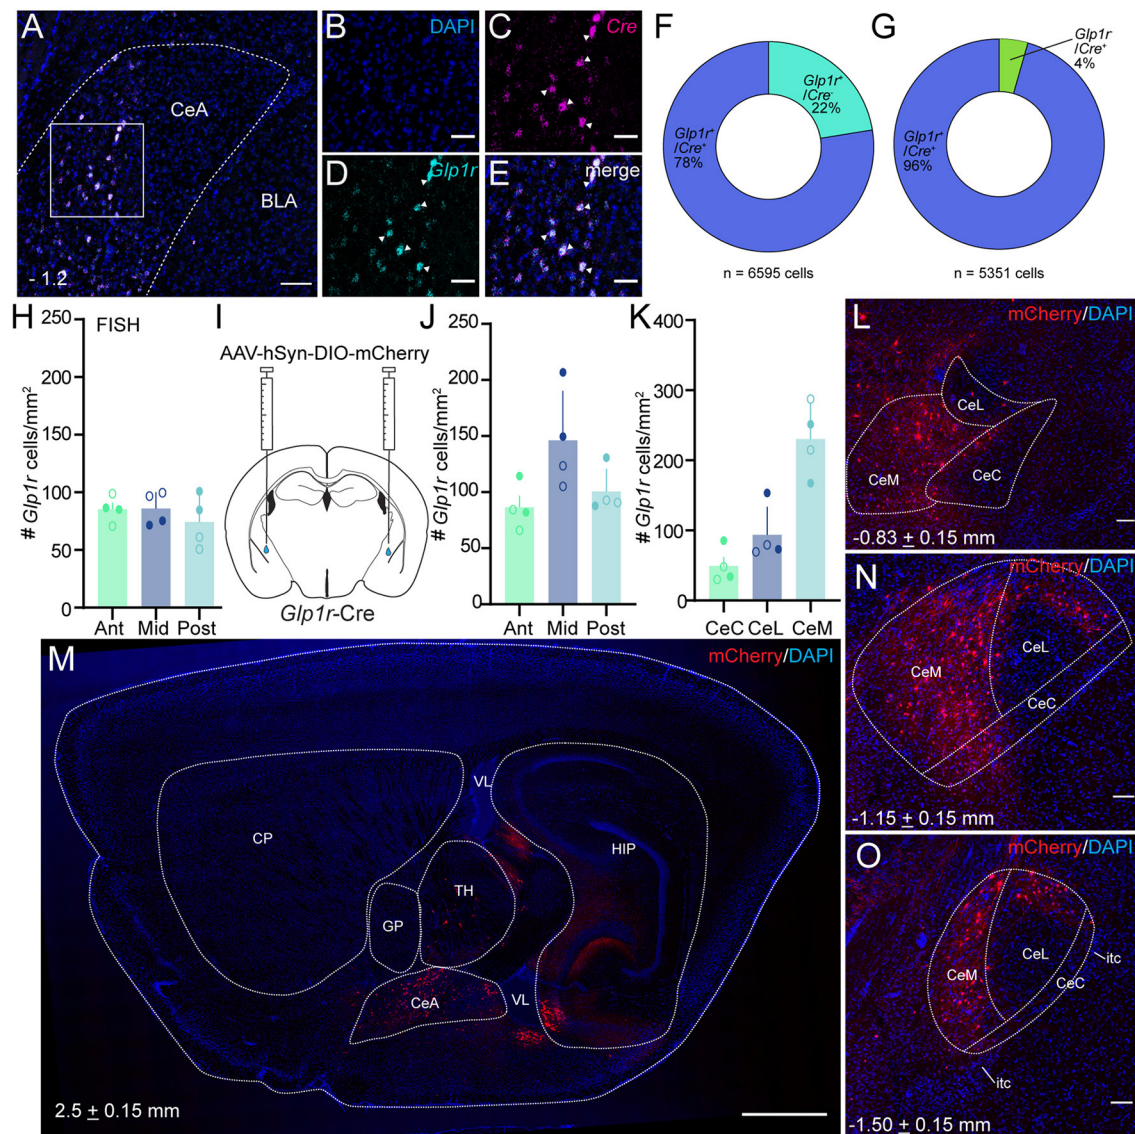 A
CeA
BLA
- 1.2
B
DAPI
C
Cre
D
Glp1r
E
merge
F
Glp1r+
/Cre-
22%
Glp1r+
/Cre+
78%
n = 6595 cells
G
Glp1r-
/Cre+
4%
Glp1r+
/Cre+
96%
n = 5351 cells
H
FISH
# Glp1r cells/mm²
250
200
150
100
50
0
Ant Mid Post
I
AAV-hSyn-DIO-mCherry
Glp1r-Cre
J
# Glp1r cells/mm²
250
200
150
100
50
0
Ant Mid Post
K
# Glp1r cells/mm²
400
300
200
100
0
CeC CeL CeM
L
mCherry/DAPI
CeL
CeM
CeC
-0.83 ± 0.15 mm
M
mCherry/DAPI
VL
CP
HIP
TH
GP
CeA
VL
2.5 ± 0.15 mm
N
mCherry/DAPI
CeL
CeM
CeC
-1.15 ± 0.15 mm
O
mCherry/DAPI
CeL
CeM
itc
CeC
itc
-1.50 ± 0.15 mm